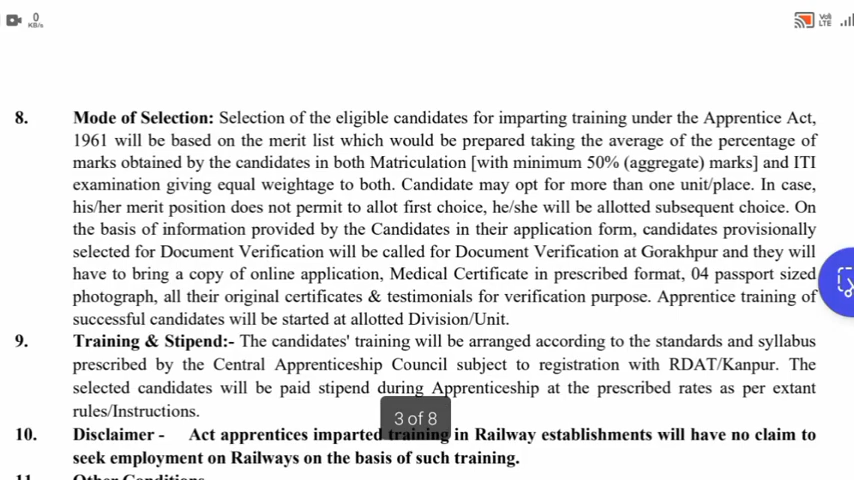 0
KB/s
Vo))
LTE
8. Mode of Selection: Selection of the eligible candidates for imparting training under the Apprentice Act,
1961 will be based on the merit list which would be prepared taking the average of the percentage of
marks obtained by the candidates in both Matriculation [with minimum 50% (aggregate) marks] and ITI
examination giving equal weightage to both. Candidate may opt for more than one unit/place. In case,
his/her merit position does not permit to allot first choice, he/she will be allotted subsequent choice. On
the basis of information provided by the Candidates in their application form, candidates provisionally
selected for Document Verification will be called for Document Verification at Gorakhpur and they will
have to bring a copy of online application, Medical Certificate in prescribed format, 04 passport sized
photograph, all their original certificates & testimonials for verification purpose. Apprentice training of
successful candidates will be started at allotted Division/Unit.
9. Training & Stipend:- The candidates' training will be arranged according to the standards and syllabus
prescribed by the Central Apprenticeship Council subject to registration with RDAT/Kanpur. The
selected candidates will be paid stipend during Apprenticeship at the prescribed rates as per extant
rules/Instructions.
3 of 8
10. Disclaimer - Act apprentices imparted training in Railway establishments will have no claim to
seek employment on Railways on the basis of such training.
11. Other Conditions